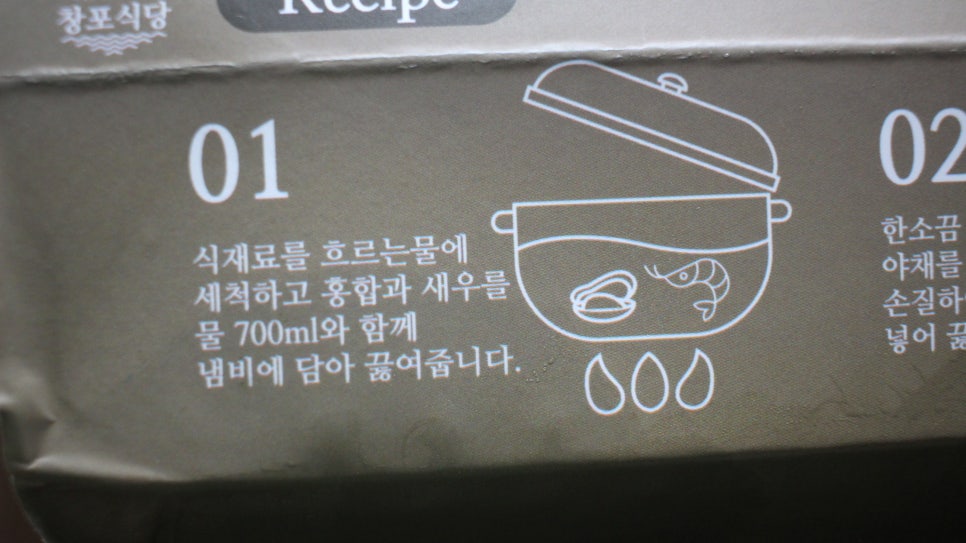 창포식당
Recipe
01
식재료를 흐르는물에
세척하고 홍합과 새우를
물 700ml와 함께
냄비에 담아 끓여줍니다.
02
한소끔
야채를
손질하
넣어